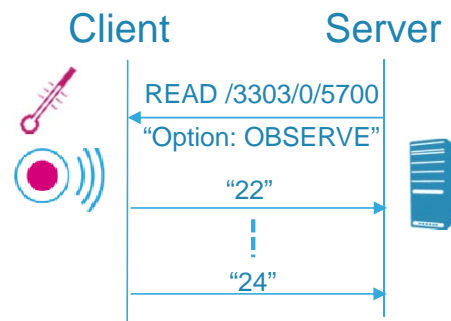 Client
Server
READ /3303/0/5700
“Option: OBSERVE”
“22”
“24”